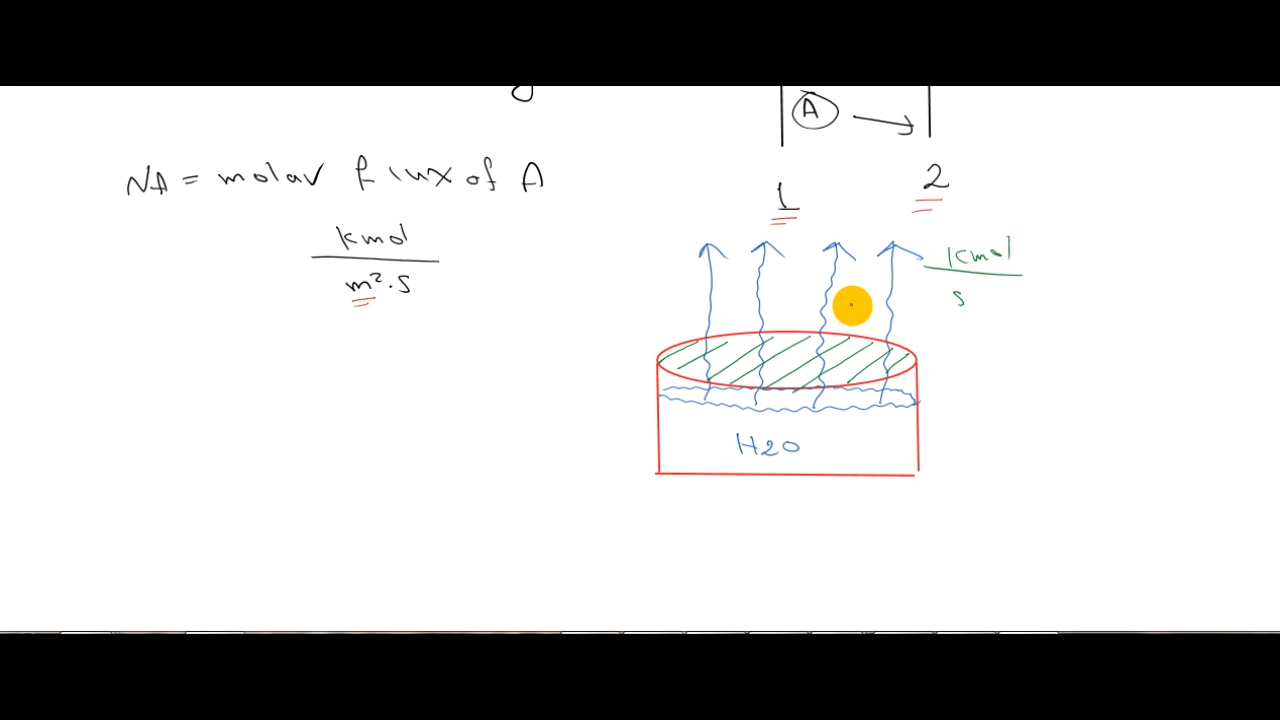 A
NA = molar flux of A
1
2
kmol
m².s
kmol
s
H2O